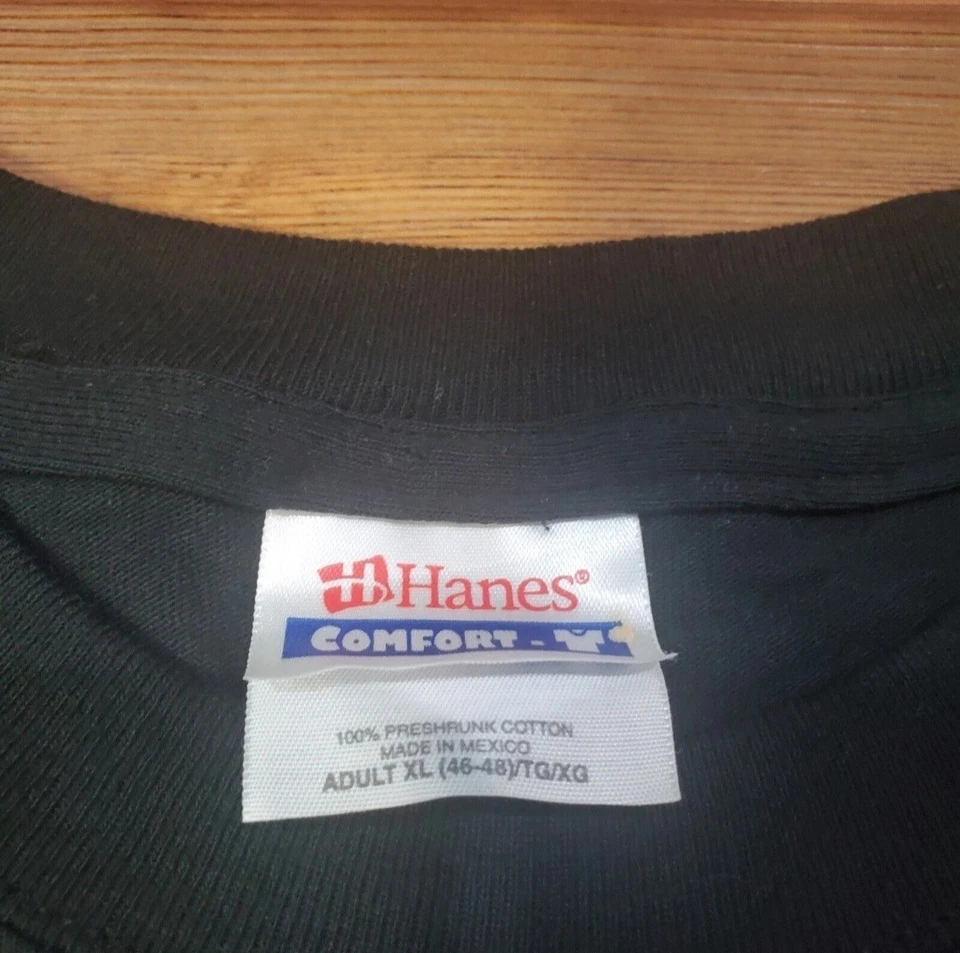 Hanes®
COMFORT -
100% PRESHRUNK COTTON
MADE IN MEXICO
ADULT XL (46-48)/TG/XG